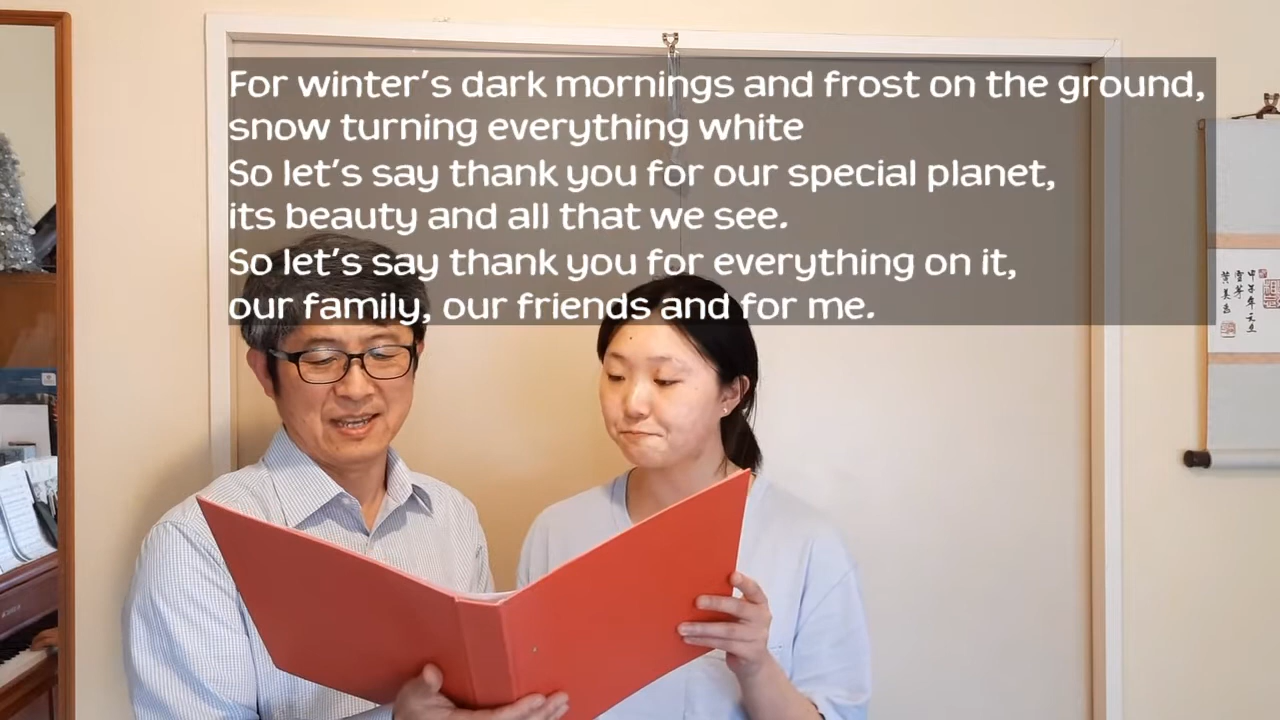 For winter's dark mornings and frost on the ground,
snow turning everything white
So let's say thank you for our special planet,
its beauty and all that we see.
So let's say thank you for everything on it,
our family, our friends and for me.